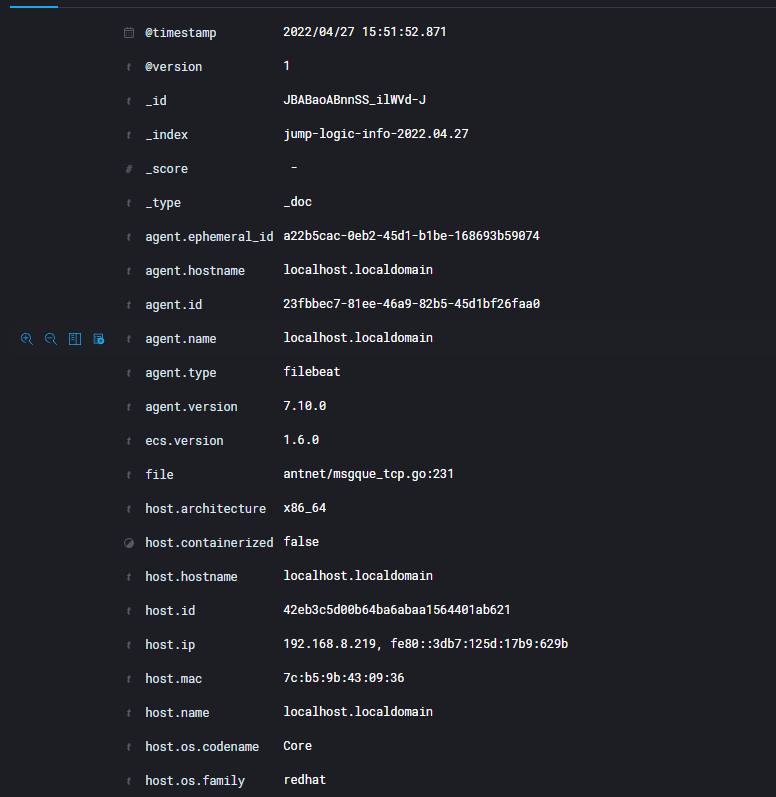 @timestamp 2022/04/27 15:51:52.871
t @version 1
t _id JBABaoABnnSS_ilWVd-J
t _index jump-logic-info-2022.04.27
# _score -
t _type _doc
t agent.ephemeral_id a22b5cac-0eb2-45d1-b1be-168693b59074
t agent.hostname localhost.localdomain
t agent.id 23fbbec7-81ee-46a9-82b5-45d1bf26faa0
t agent.name localhost.localdomain
t agent.type filebeat
t agent.version 7.10.0
t ecs.version 1.6.0
t file antnet/msgque_tcp.go:231
t host.architecture x86_64
host.containerized false
t host.hostname localhost.localdomain
t host.id 42eb3c5d00b64ba6abaa1564401ab621
t host.ip 192.168.8.219, fe80::3db7:125d:17b9:629b
t host.mac 7c:b5:9b:43:09:36
t host.name localhost.localdomain
t host.os.codename Core
t host.os.family redhat